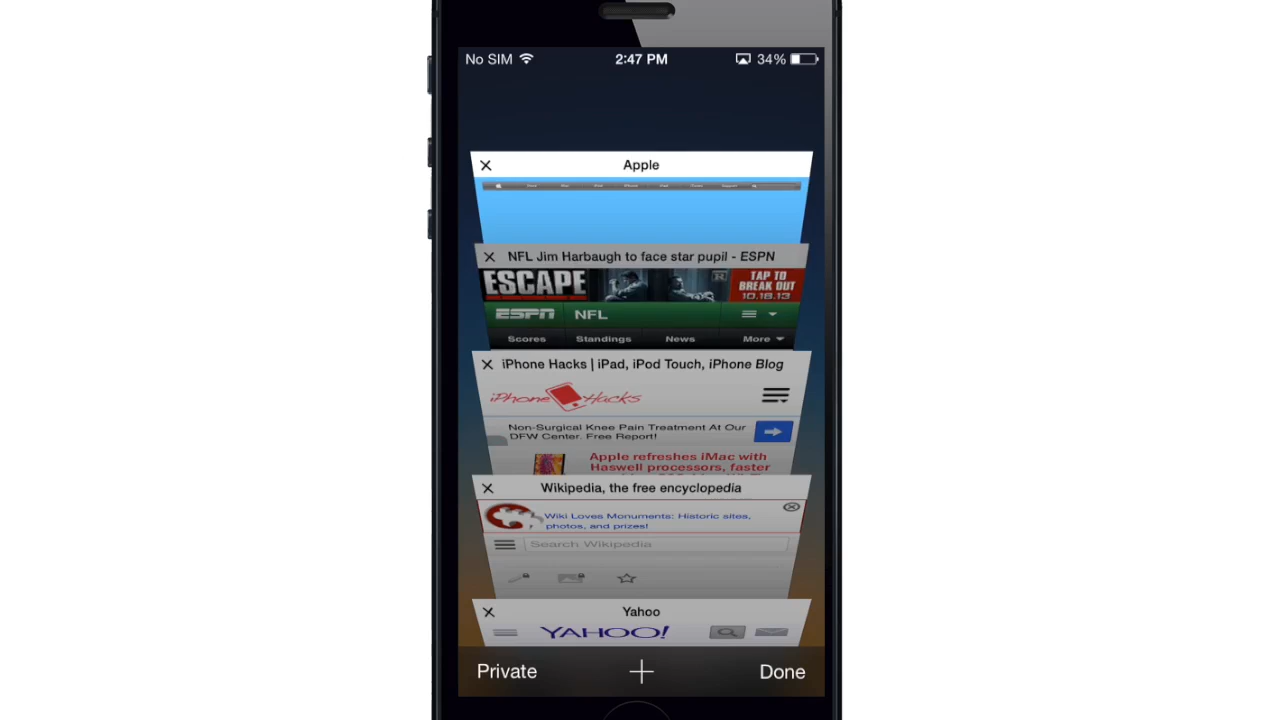 No SIM 2:47 PM 34%
Apple
NFL Jim Harbaugh to face star pupil - ESPN
ESCAPE
TAP TO
BREAK OUT
10.18.13
R
ESPN NFL
Scores Standings News More
iPhone Hacks | iPad, iPod Touch, iPhone Blog
iPhone Hacks
Non-Surgical Knee Pain Treatment At Our
DFW Center. Free Report!
Apple refreshes iMac with
Haswell processors, faster
Wikipedia, the free encyclopedia
Wiki Loves Monuments: Historic sites,
photos, and prizes!
Search Wikipedia
Yahoo
YAHOO!
Private + Done